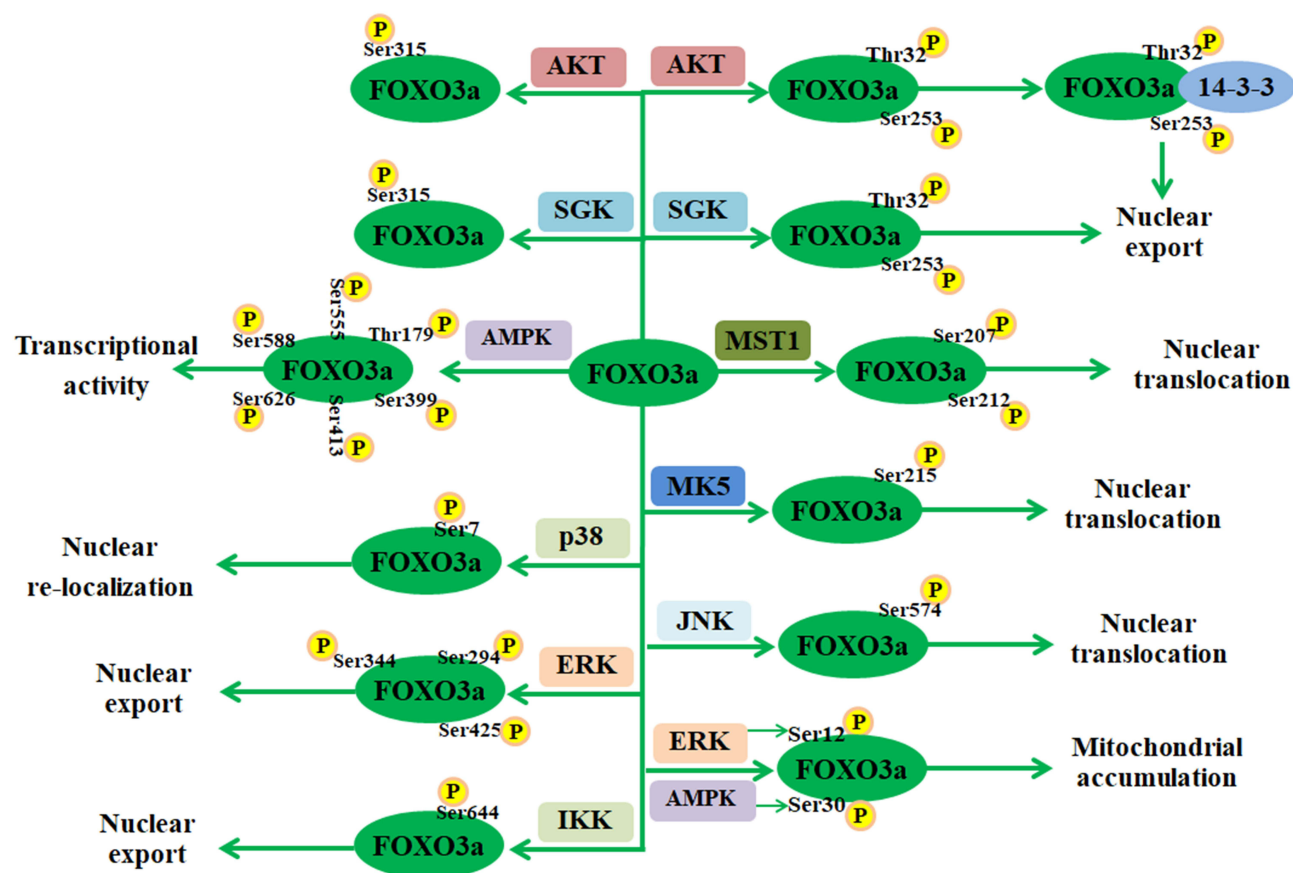 P
Ser315
FOXO3a
AKT
AKT
Thr32
P
FOXO3a
Ser253
P
Thr32
P
FOXO3a
14-3-3
Ser253
P
P
Ser315
FOXO3a
SGK
SGK
Thr32
P
FOXO3a
Ser253
P
Nuclear
export
Transcriptional
activity
P
Ser588
Ser555
P
Thr179
P
FOXO3a
Ser626
P
Ser413
P
Ser399
P
AMPK
FOXO3a
MST1
Ser207
P
FOXO3a
Ser212
P
Nuclear
translocation
MK5
Ser215
P
FOXO3a
Nuclear
translocation
Nuclear
re-localization
P
Ser7
FOXO3a
p38
JNK
Ser574
P
FOXO3a
Nuclear
translocation
Nuclear
export
P
Ser344
Ser294
P
FOXO3a
Ser425
P
ERK
ERK
Ser12
P
FOXO3a
AMPK
Ser30
P
Mitochondrial
accumulation
Nuclear
export
P
Ser644
FOXO3a
IKK